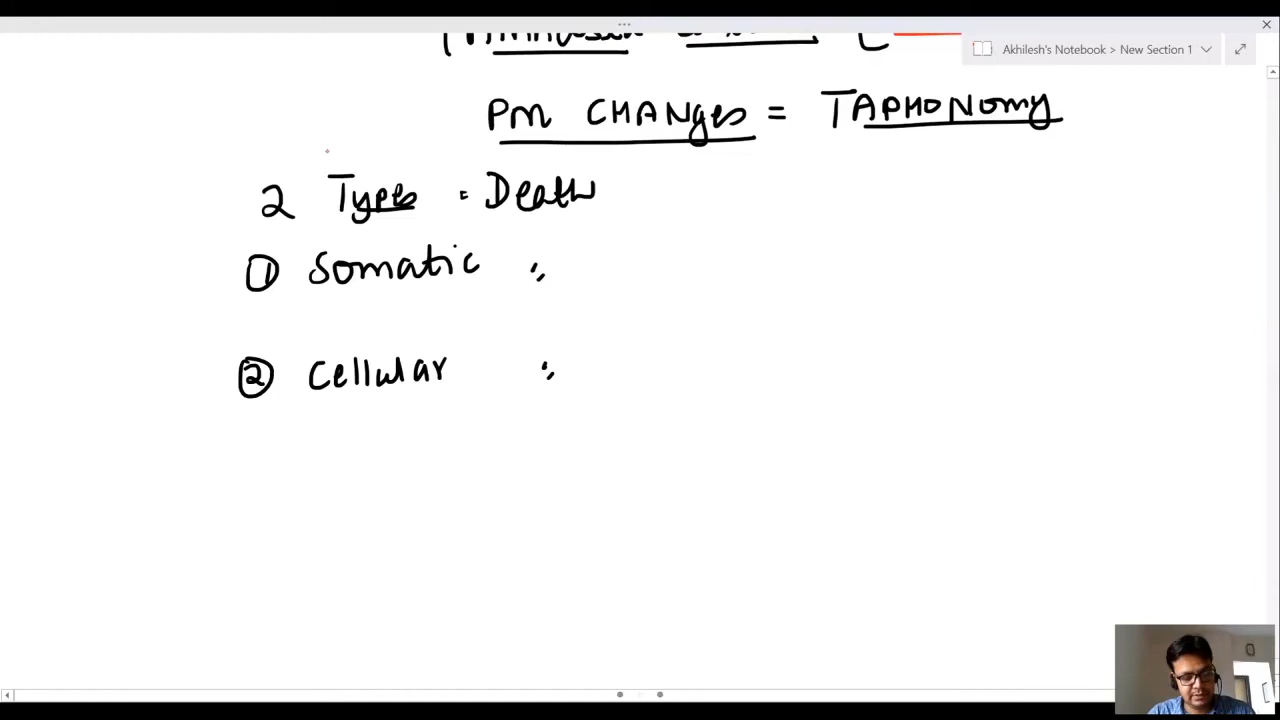 Akhilesh's Notebook > New Section 1
PM CHANges = TAPHONOMY
2 Types = Death
① Somatic :,
② Cellular :,